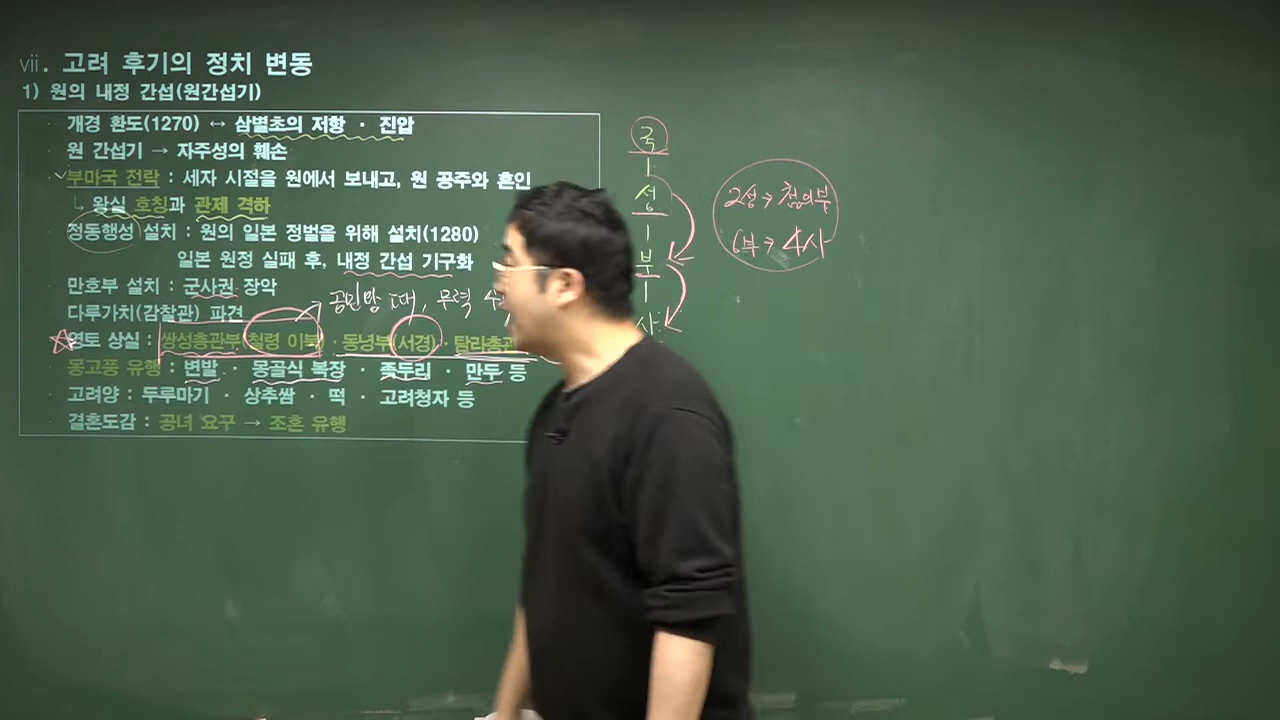 vii. 고려 후기의 정치 변동
1) 원의 내정 간섭(원간섭기)
· 개경 환도(1270) ↔ 삼별초의 저항 · 진압
· 원 간섭기 → 자주성의 훼손
· 부마국 전락 : 세자 시절을 원에서 보내고, 원 공주와 혼인
↳ 왕실 호칭과 관제 격하
· 정동행성 설치 : 원의 일본 정벌을 위해 설치(1280)
일본 원정 실패 후, 내정 간섭 기구화
· 만호부 설치 : 군사권 장악
→ 공민왕 때, 무력
· 다루가치(감찰관) 파견
영토 상실 : 쌍성총관부(철령 이북) · 동녕부(서경) · 탐라총관
· 몽고풍 유행 : 변발 · 몽골식 복장 · 족두리 · 만두 등
· 고려양 : 두루마기 · 상추쌈 · 떡 · 고려청자 등
· 결혼도감 : 공녀 요구 → 조혼 유행
국
성
부
사
2성 → 첨의부
6부 → 4사